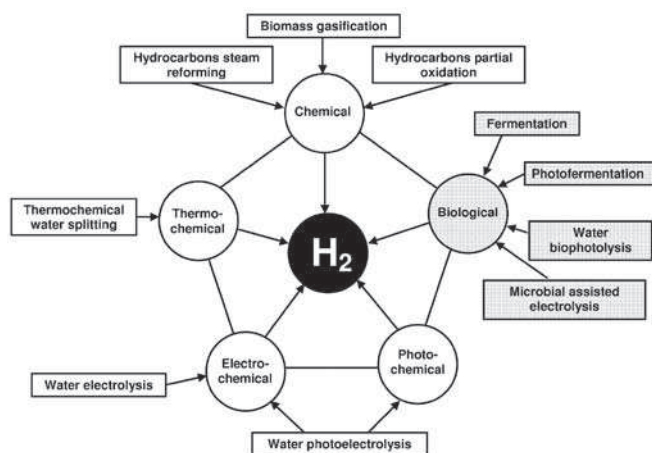 Biomass gasification
Hydrocarbons steam
reforming
Hydrocarbons partial
oxidation
Chemical
Fermentation
Photofermentation
Thermo-
chemical
Biological
Thermochemical
water splitting
H2
Water
biophotolysis
Microbial assisted
electrolysis
Electro-
chemical
Photo-
chemical
Water electrolysis
Water photoelectrolysis